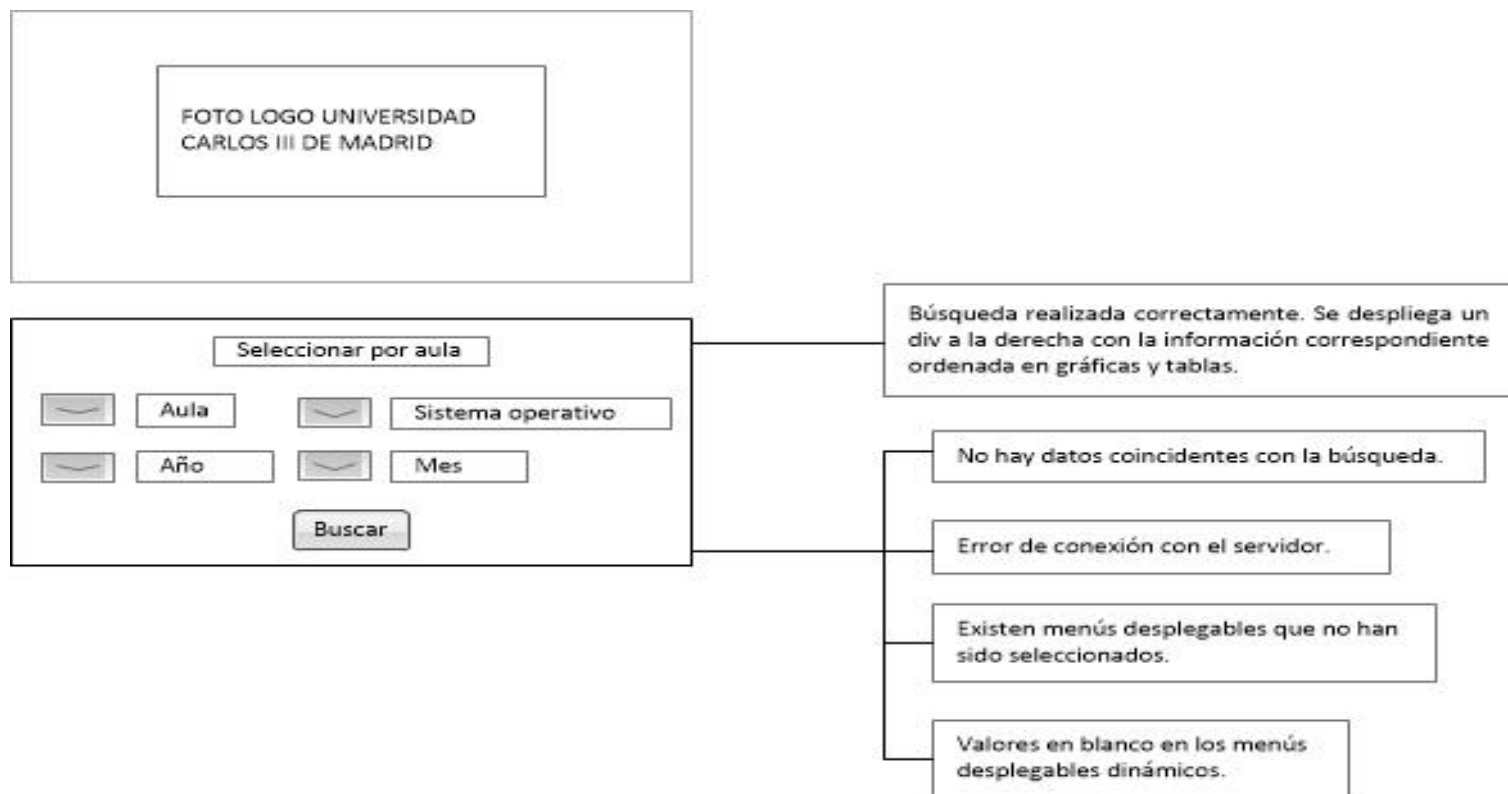 FOTO LOGO UNIVERSIDAD
CARLOS III DE MADRID
Seleccionar por aula
Aula
Sistema operativo
Año
Mes
Buscar
Búsqueda realizada correctamente. Se despliega un
div a la derecha con la información correspondiente
ordenada en gráficas y tablas.
No hay datos coincidentes con la búsqueda.
Error de conexión con el servidor.
Existen menús desplegables que no han
sido seleccionados.
Valores en blanco en los menús
desplegables dinámicos.